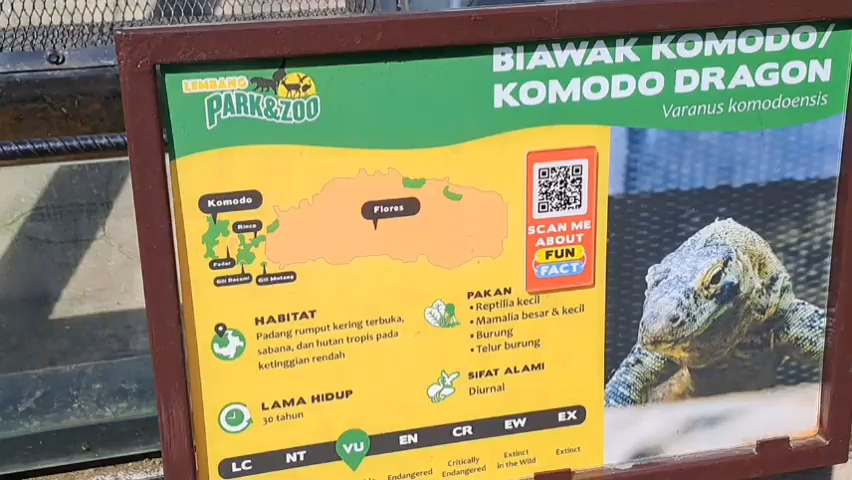 LEMBANG
PARK&ZOO
BIAWAK KOMODO/
KOMODO DRAGON
Varanus komodoensis
Komodo
Rinca
Padar
Gili Dasami
Gili Motang
Flores
SCAN ME
ABOUT
FUN
FACT
HABITAT
Padang rumput kering terbuka,
sabana, dan hutan tropis pada
ketinggian rendah
LAMA HIDUP
30 tahun
PAKAN
• Reptilia kecil
• Mamalia besar & kecil
• Burung
• Telur burung
SIFAT ALAMI
Diurnal
LC NT VU EN CR EW EX
Endangered
Critically
Endangered
Extinct
in the Wild
Extinct